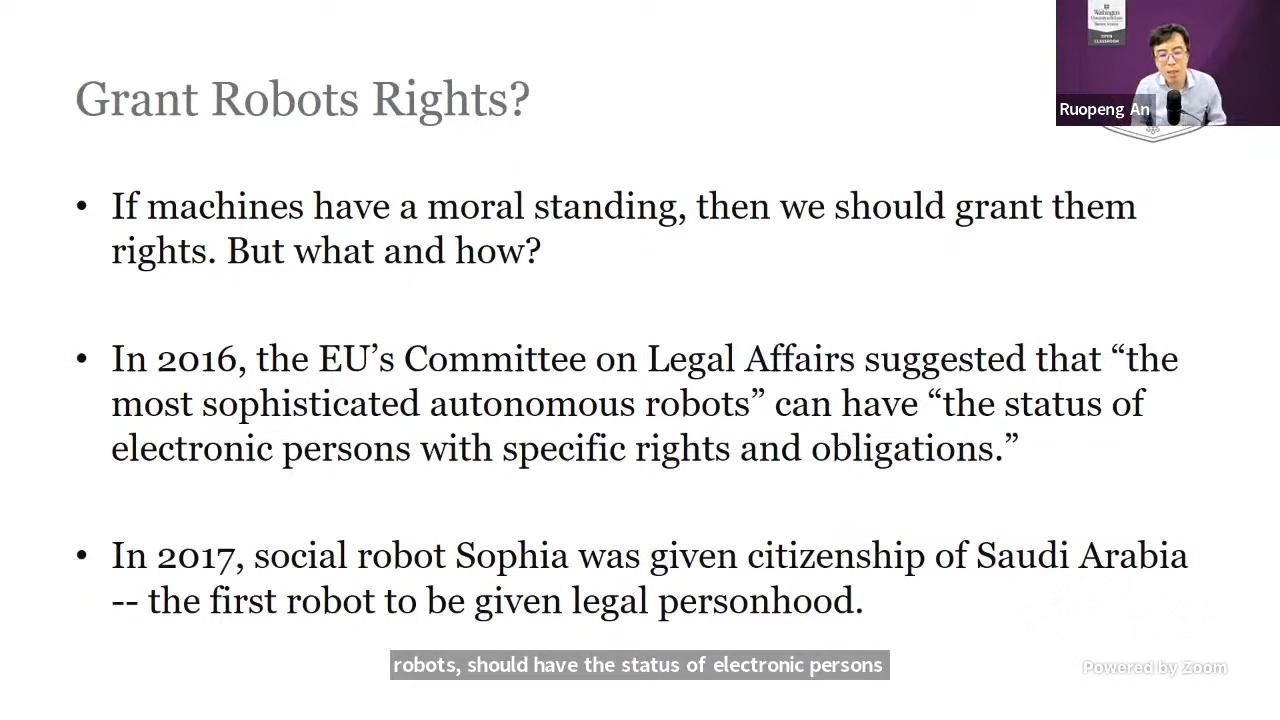 Grant Robots Rights?
Washington
OPEN
CLASSROOM
Ruopeng An
• If machines have a moral standing, then we should grant them
rights. But what and how?
• In 2016, the EU’s Committee on Legal Affairs suggested that “the
most sophisticated autonomous robots” can have “the status of
electronic persons with specific rights and obligations.”
• In 2017, social robot Sophia was given citizenship of Saudi Arabia
-- the first robot to be given legal personhood.
robots, should have the status of electronic persons
Powered by Zoom